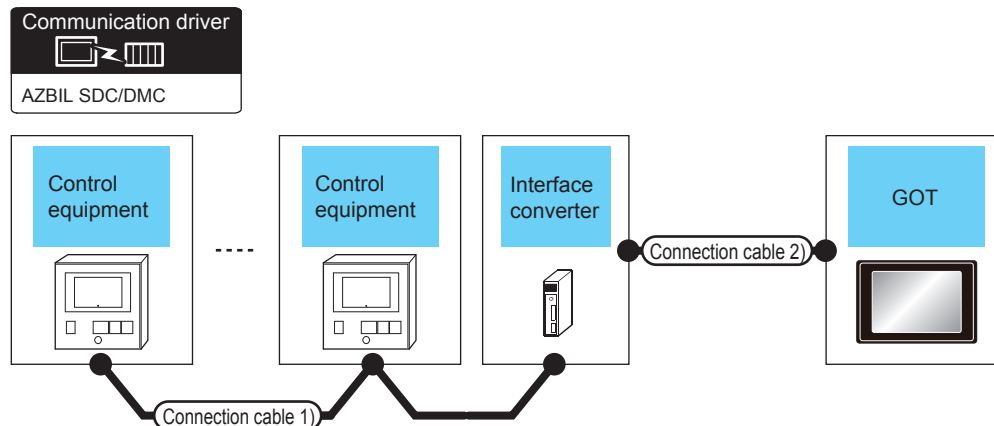 Communication driver
AZBIL SDC/DMC
Control
equipment
Control
equipment
Interface
converter
GOT
Connection cable 2)
Connection cable 1)